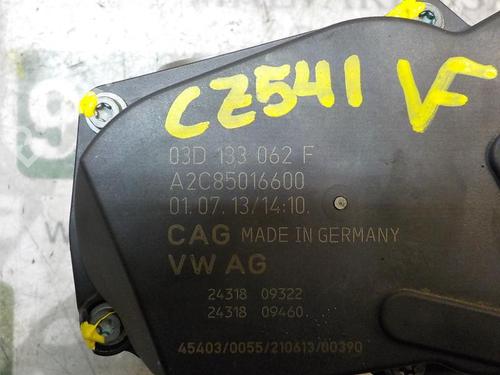 CZ541 VF
03D 133 062 F
A2C85016600
01.07.13/14:10.
CAG MADE IN GERMANY
VW AG
24318 09322
24318 09460.
45403/0055/210613/00390